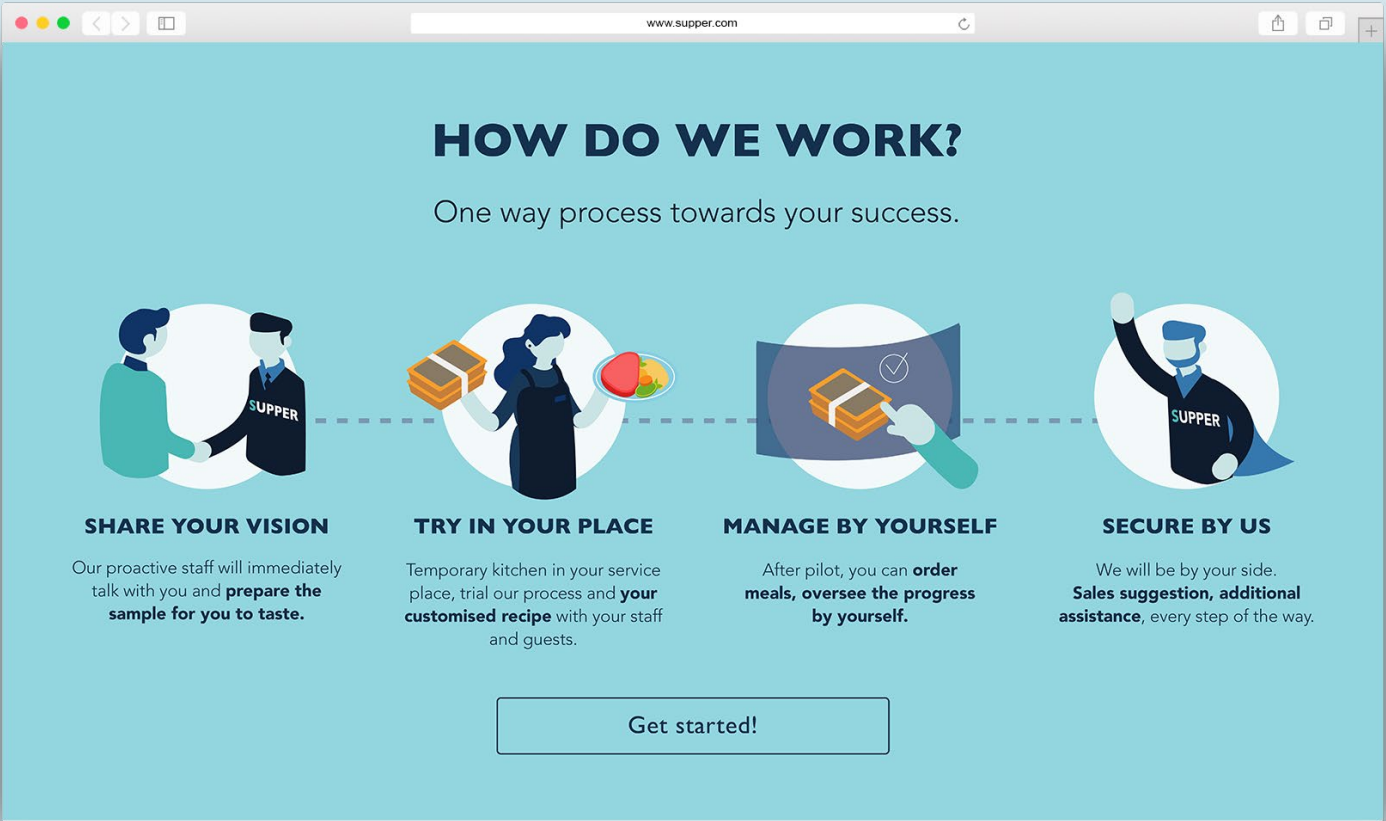 www.supper.com
HOW DO WE WORK?
One way process towards your success.
SUPPER
SUPPER
SHARE YOUR VISION
Our proactive staff will immediately
talk with you and prepare the
sample for you to taste.
TRY IN YOUR PLACE
Temporary kitchen in your service
place, trial our process and your
customised recipe with your staff
and guests.
MANAGE BY YOURSELF
After pilot, you can order
meals, oversee the progress
by yourself.
SECURE BY US
We will be by your side.
Sales suggestion, additional
assistance, every step of the way.
Get started!